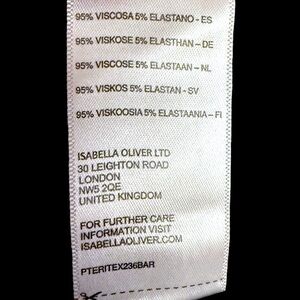 95% VISCOSA 5% ELASTANO - ES
95% VISKOSE 5% ELASTHAN - DE
95% VISCOSE 5% ELASTAAN - NL
95% VISKOS 5% ELASTAN - SV
95% VISKOOSIA 5% ELASTAANIA - FI
ISABELLA OLIVER LTD
30 LEIGHTON ROAD
LONDON
NW5 2QE
UNITED KINGDOM
FOR FURTHER CARE
INFORMATION VISIT
ISABELLAOLIVER.COM
PTERITEX236BAR